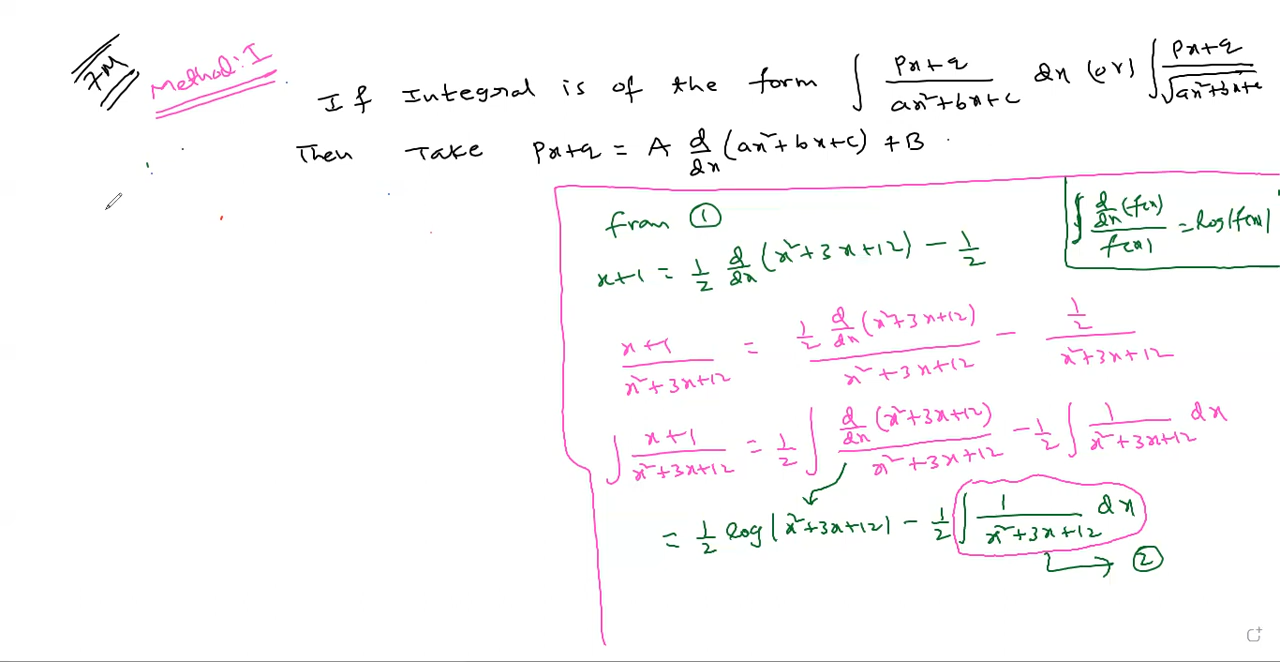 7M
Method: I
If Integral is of the form ∫ (px+q)/(ax²+bx+c) dx (or) ∫ (px+q)/√(ax²+bx+c)
Then Take px+q = A d/dx (ax²+bx+c) + B
from ①
∫ d/dx (f(x)) / f(x) = log|f(x)|
x+1 = 1/2 d/dx (x²+3x+12) - 1/2
(x+1)/(x²+3x+12) = 1/2 d/dx (x²+3x+12) / (x²+3x+12) - (1/2)/(x²+3x+12)
∫ (x+1)/(x²+3x+12) = 1/2 ∫ d/dx (x²+3x+12) / (x²+3x+12) - 1/2 ∫ 1/(x²+3x+12) dx
= 1/2 log|x²+3x+12| - 1/2 ∫ 1/(x²+3x+12) dx
→ ②